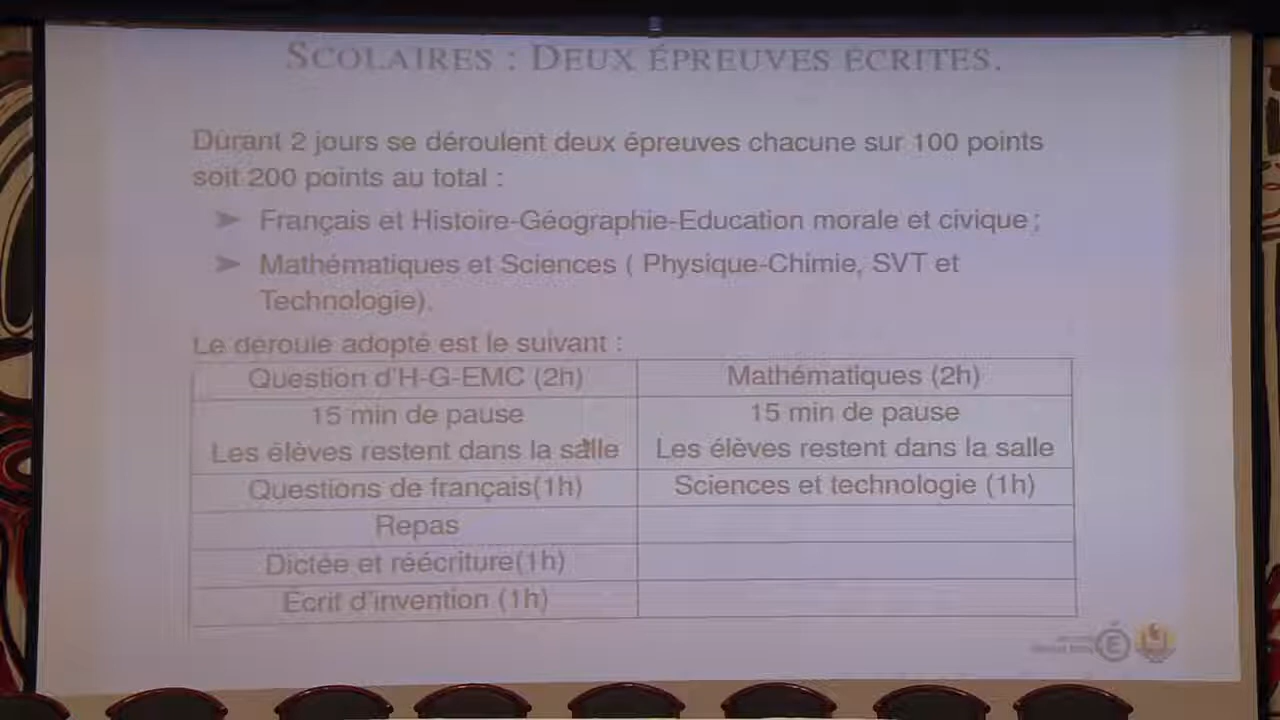 SCOLAIRES : DEUX ÉPREUVES ÉCRITES.
Durant 2 jours se déroulent deux épreuves chacune sur 100 points
soit 200 points au total :
➤ Français et Histoire-Géographie-Education morale et civique ;
➤ Mathématiques et Sciences ( Physique-Chimie, SVT et
Technologie).
Le déroulé adopté est le suivant :
Question d'H-G-EMC (2h) Mathématiques (2h)
15 min de pause 15 min de pause
Les élèves restent dans la salle Les élèves restent dans la salle
Questions de français(1h) Sciences et technologie (1h)
Repas
Dictée et réécriture(1h)
Écrit d'invention (1h)